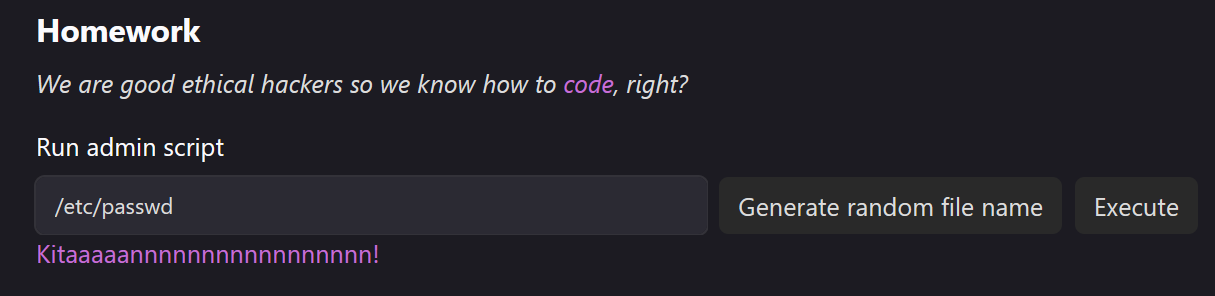 Homework
We are good ethical hackers so we know how to code, right?
Run admin script
/etc/passwd Generate random file name Execute
Kitaaaaannnnnnnnnnnnnnnnn!